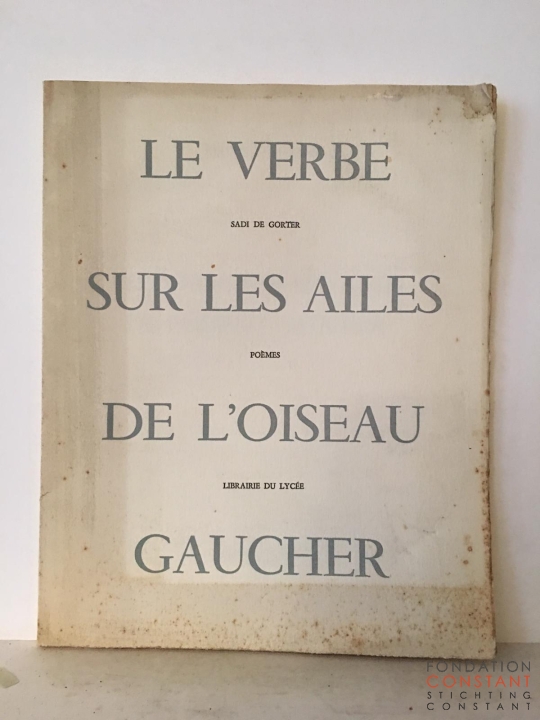 LE VERBE
SADI DE GORTER
SUR LES AILES
POÈMES
DE L'OISEAU
LIBRAIRIE DU LYCÉE
GAUCHER
FONDATION
CONSTANT
STICHTING
CONSTANT